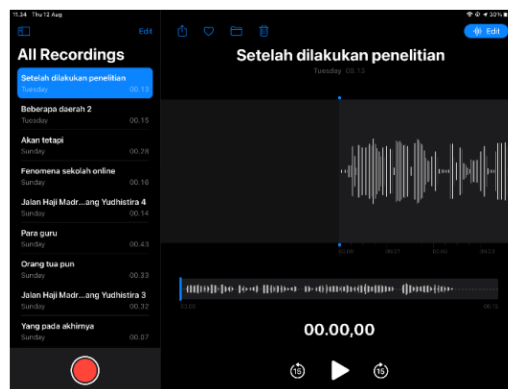 11.34 Thu 12 Aug
30%
Edit
Edit
All Recordings
Setelah dilakukan penelitian
Tuesday 00.13
Beberapa daerah 2
Tuesday 00.15
Akan tetapi
Sunday 00.28
Fenomena sekolah online
Sunday 00.16
Jalan Haji Madr...ang Yudhistira 4
Sunday 00.14
Para guru
Sunday 00.43
Orang tua pun
Sunday 00.33
Jalan Haji Madr...ang Yudhistira 3
Sunday 00.32
Yang pada akhirnya
Sunday 00.07
Setelah dilakukan penelitian
Tuesday 00.13
00.00,00
15
15